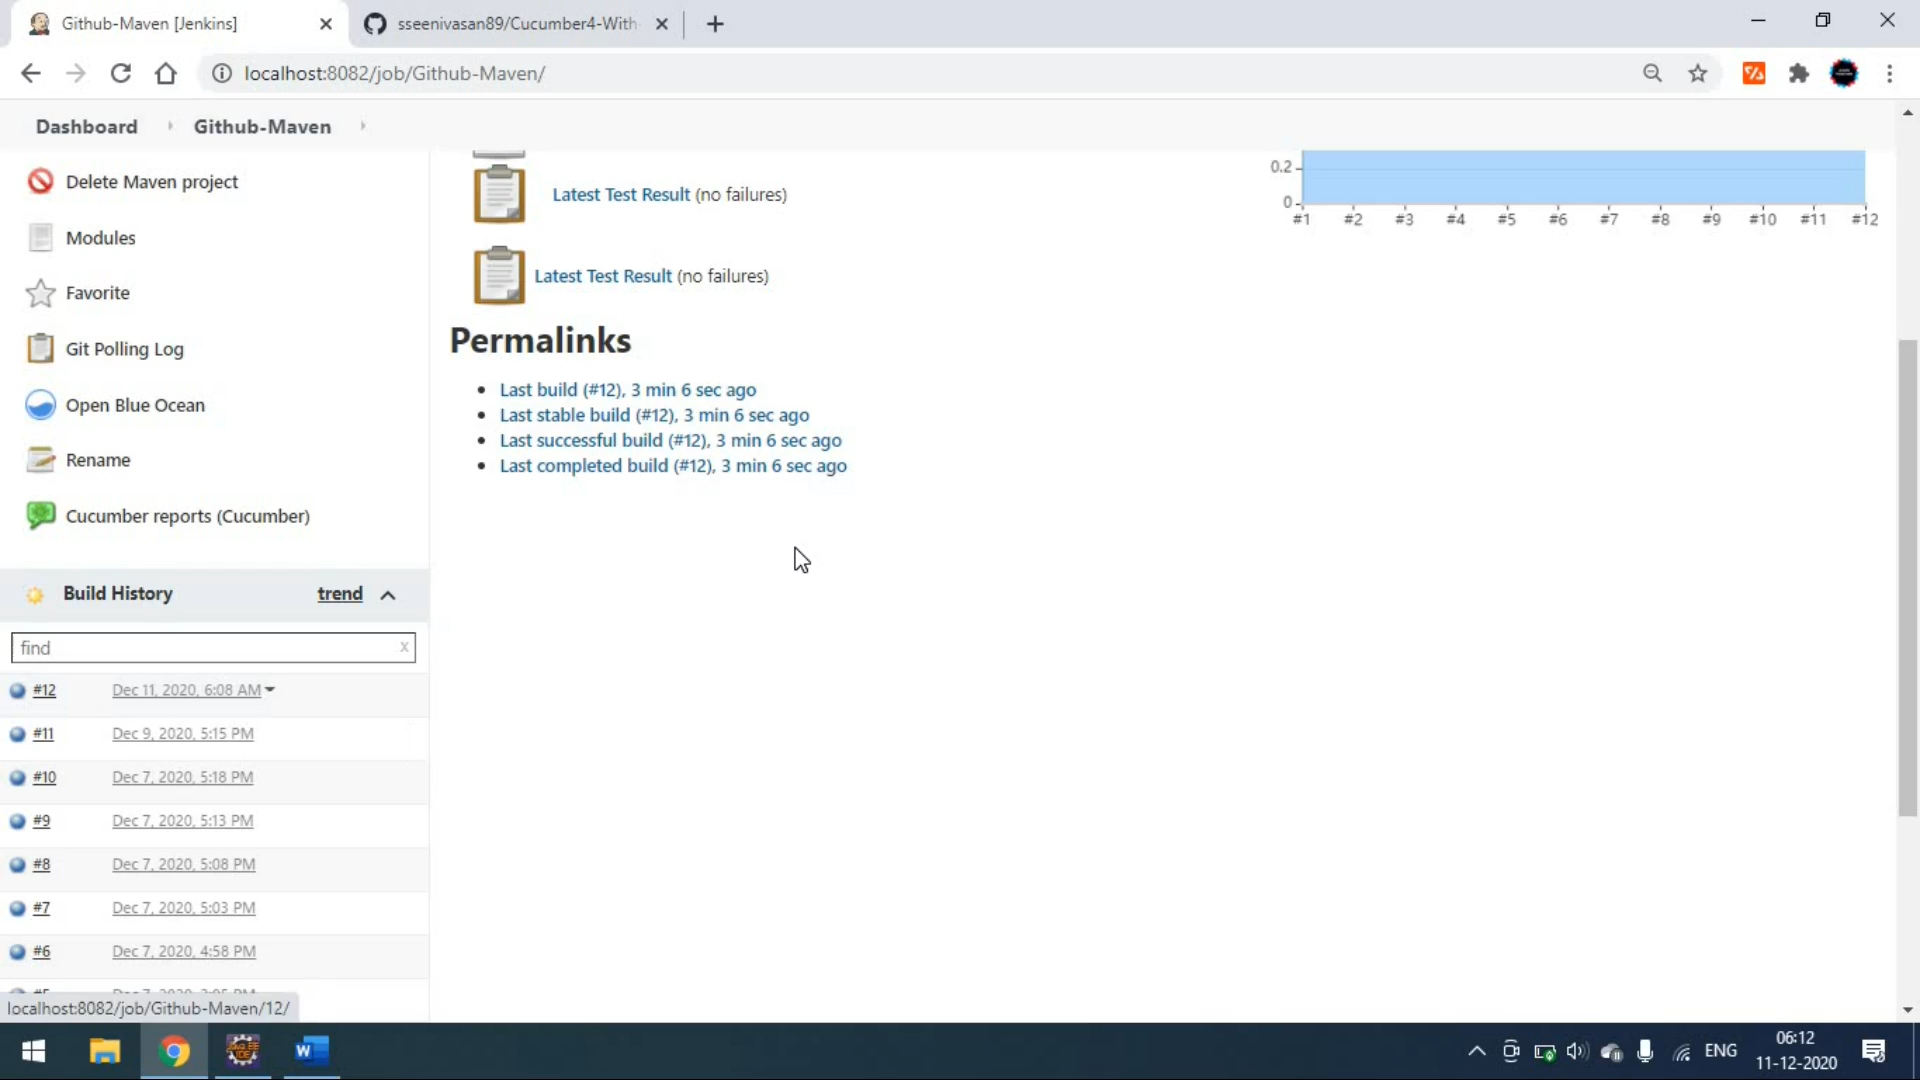 Github-Maven [Jenkins]
sseenivasan89/Cucumber4-With
localhost:8082/job/Github-Maven/
Dashboard
Github-Maven
Delete Maven project
Modules
Favorite
Git Polling Log
Open Blue Ocean
Rename
Cucumber reports (Cucumber)
Build History
trend
find
x
#12 Dec 11, 2020, 6:08 AM
#11 Dec 9, 2020, 5:15 PM
#10 Dec 7, 2020, 5:18 PM
#9 Dec 7, 2020, 5:13 PM
#8 Dec 7, 2020, 5:08 PM
#7 Dec 7, 2020, 5:03 PM
#6 Dec 7, 2020, 4:58 PM
localhost:8082/job/Github-Maven/12/
Latest Test Result (no failures)
Latest Test Result (no failures)
Permalinks
Last build (#12), 3 min 6 sec ago
Last stable build (#12), 3 min 6 sec ago
Last successful build (#12), 3 min 6 sec ago
Last completed build (#12), 3 min 6 sec ago
0.2
0
#1 #2 #3 #4 #5 #6 #7 #8 #9 #10 #11 #12
ENG
06:12
11-12-2020